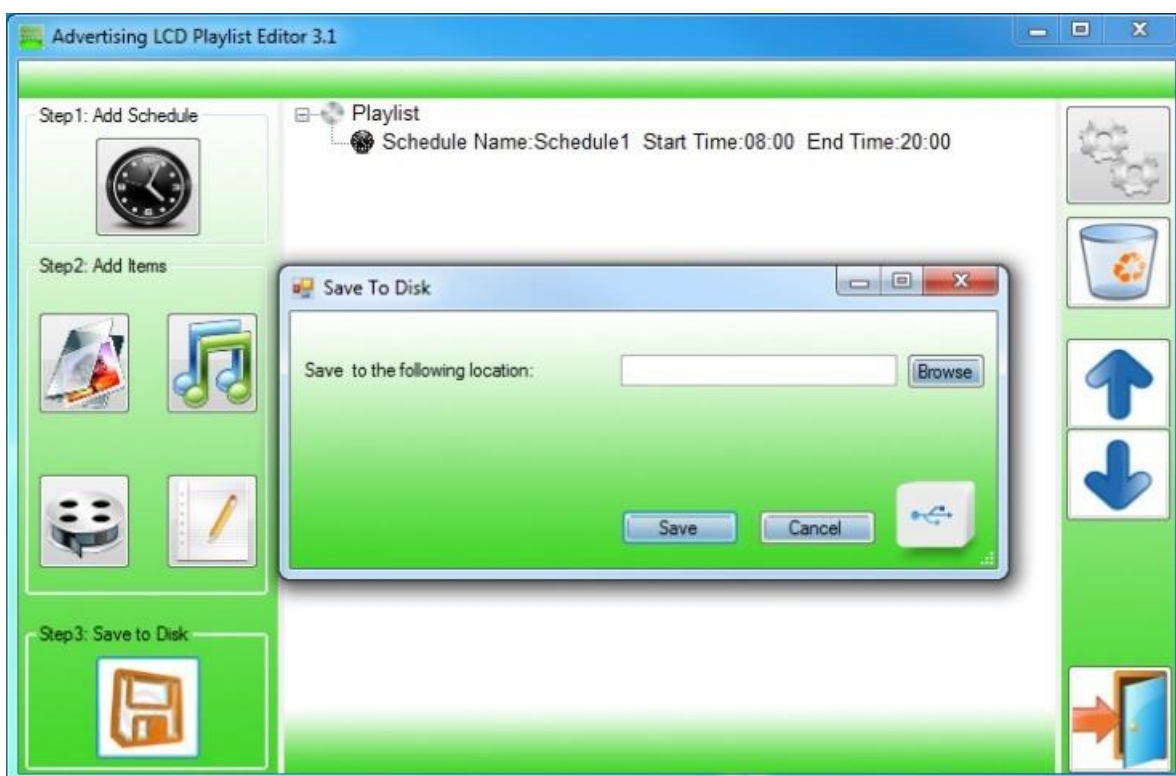 Advertising LCD Playlist Editor 3.1
Step1: Add Schedule
Playlist
Schedule Name:Schedule1 Start Time:08:00 End Time:20:00
Step2: Add Items
Save To Disk
Save to the following location:
Browse
Save
Cancel
Step3: Save to Disk